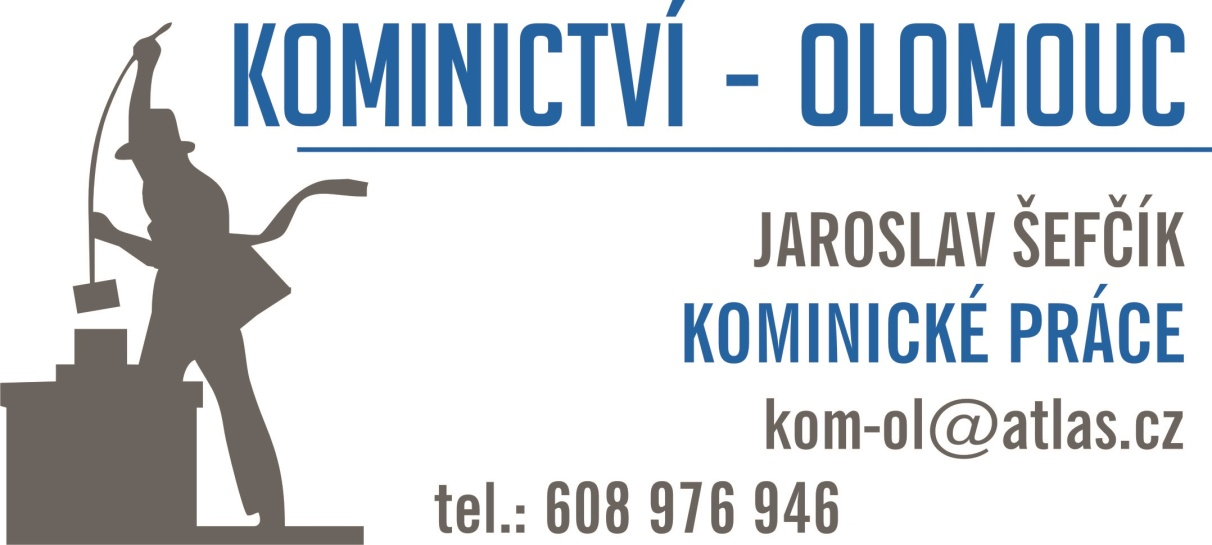 KOMINICTVÍ - OLOMOUC
JAROSLAV ŠEFČÍK
KOMINICKÉ PRÁCE
kom-ol@atlas.cz
tel.: 608 976 946